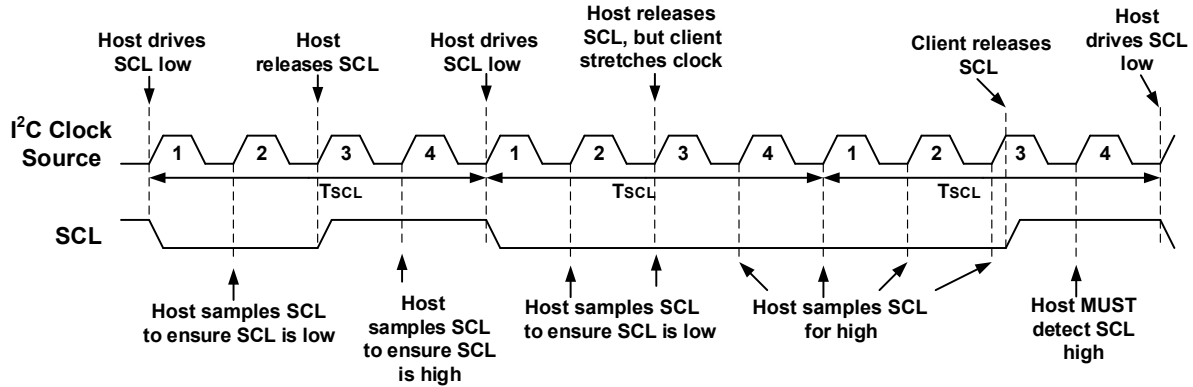 Host drives
SCL low
Host
releases SCL
Host drives
SCL low
Host releases
SCL, but client
stretches clock
Client releases
SCL
Host
drives SCL
low
I²C Clock
Source
1 2 3 4 1 2 3 4 1 2 3 4
TSCL TSCL TSCL
SCL
Host samples SCL
to ensure SCL is low
Host
samples SCL
to ensure SCL
is high
Host samples SCL
to ensure SCL is low
Host samples SCL
for high
Host MUST
detect SCL
high